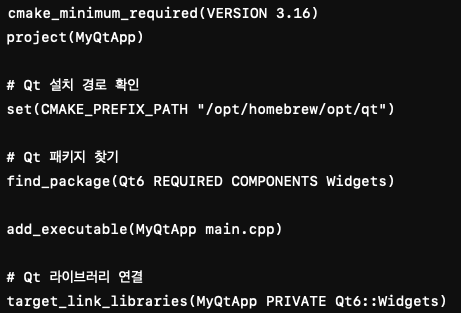 cmake_minimum_required(VERSION 3.16)
project(MyQtApp)

# Qt 설치 경로 확인
set(CMAKE_PREFIX_PATH "/opt/homebrew/opt/qt")

# Qt 패키지 찾기
find_package(Qt6 REQUIRED COMPONENTS Widgets)

add_executable(MyQtApp main.cpp)

# Qt 라이브러리 연결
target_link_libraries(MyQtApp PRIVATE Qt6::Widgets)